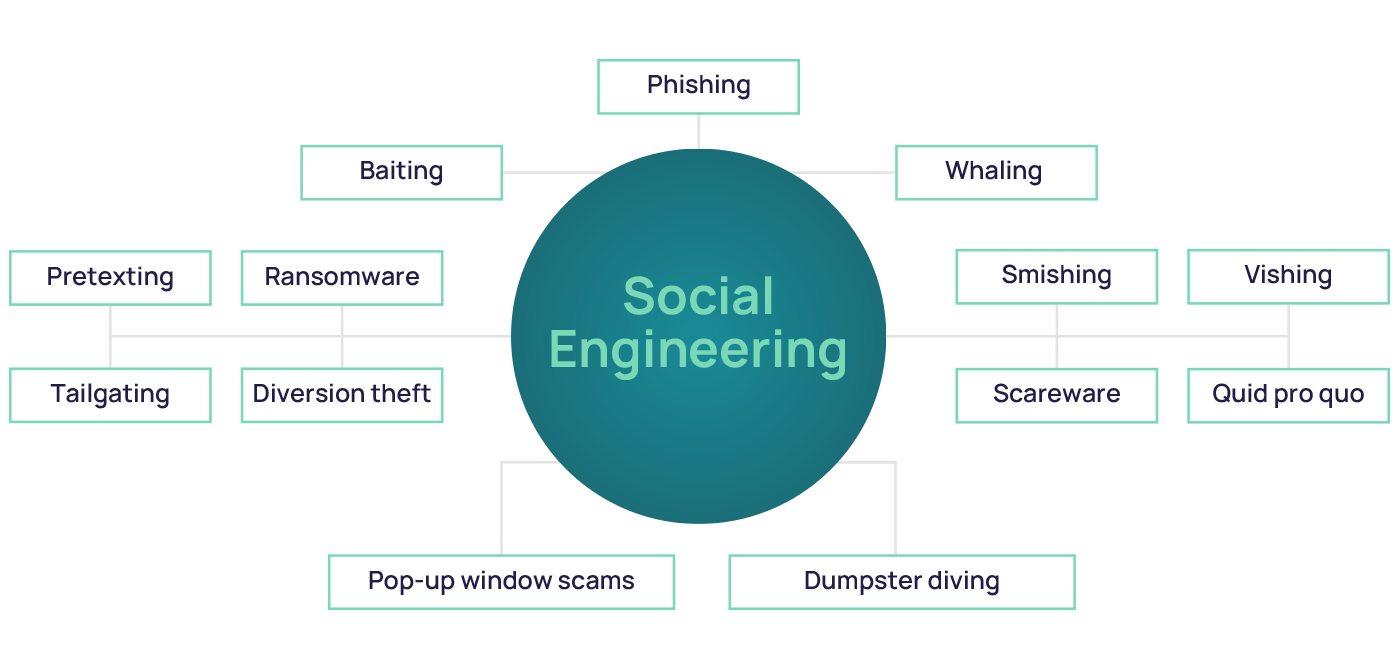 Phishing
Baiting
Whaling
Pretexting
Ransomware
Smishing
Vishing
Social
Engineering
Tailgating
Diversion theft
Scareware
Quid pro quo
Pop-up window scams
Dumpster diving